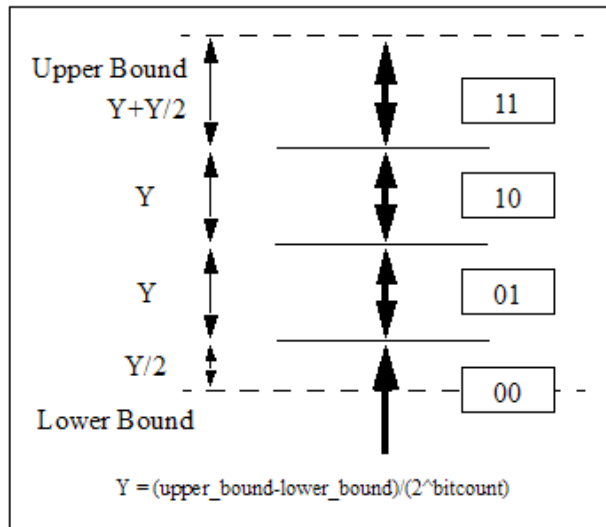 Upper Bound
Y+Y/2
11
Y
10
Y
01
Y/2
00
Lower Bound
Y = (upper_bound-lower_bound)/(2^bitcount)